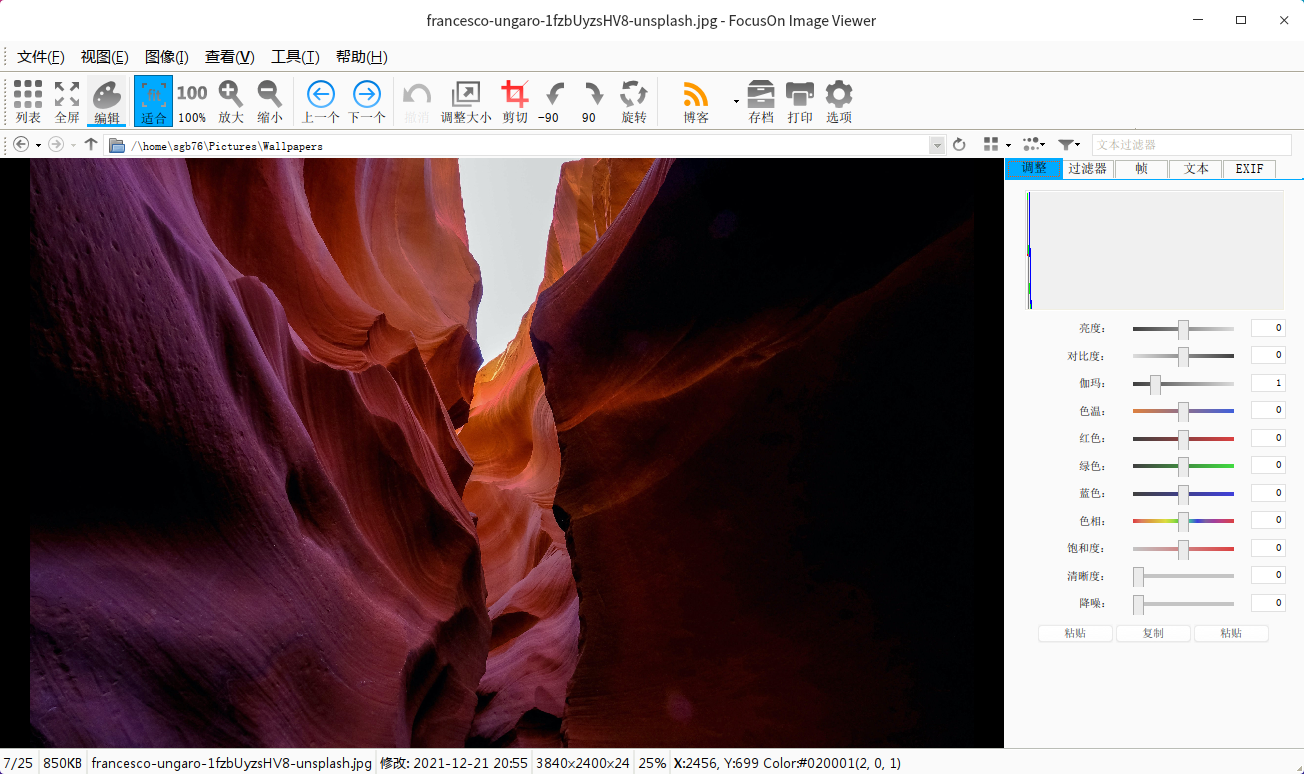 francesco-ungaro-1fzbUyzsHV8-unsplash.jpg - FocusOn Image Viewer
文件(F) 视图(E) 图像(I) 查看(V) 工具(T) 帮助(H)
列表 全屏 编辑 fit 适合 100 100% 放大 缩小 上一个 下一个 撤消 调整大小 剪切 -90 90 旋转 博客 存档 打印 选项
/\home\sgb76\Pictures\Wallpapers 文本过滤器
调整 过滤器 帧 文本 EXIF
亮度: 0
对比度: 0
伽玛: 1
色温: 0
红色: 0
绿色: 0
蓝色: 0
色相: 0
饱和度: 0
清晰度: 0
降噪: 0
粘贴 复制 粘贴
7/25 850KB francesco-ungaro-1fzbUyzsHV8-unsplash.jpg 修改: 2021-12-21 20:55 3840x2400x24 25% X:2456, Y:699 Color:#020001(2, 0, 1)